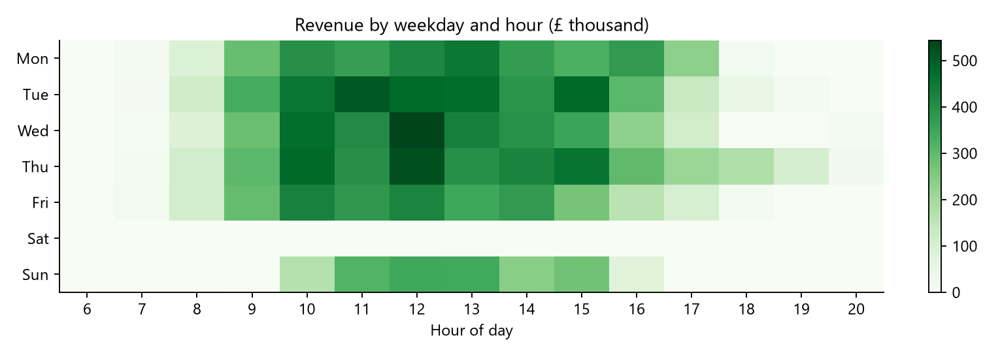 Revenue by weekday and hour (£ thousand)
Mon
Tue
Wed
Thu
Fri
Sat
Sun
6 7 8 9 10 11 12 13 14 15 16 17 18 19 20
Hour of day
500
400
300
200
100
0